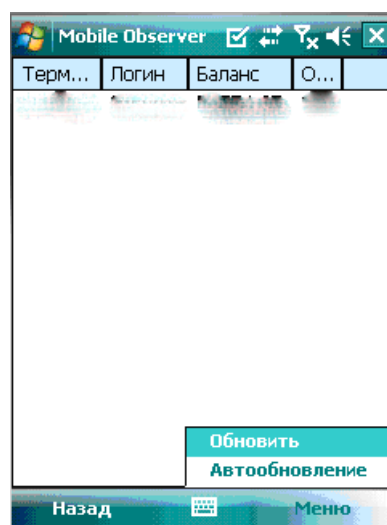 Mobile Observer
Терм... Логин Баланс О...
Обновить
Автообновление
Назад Меню